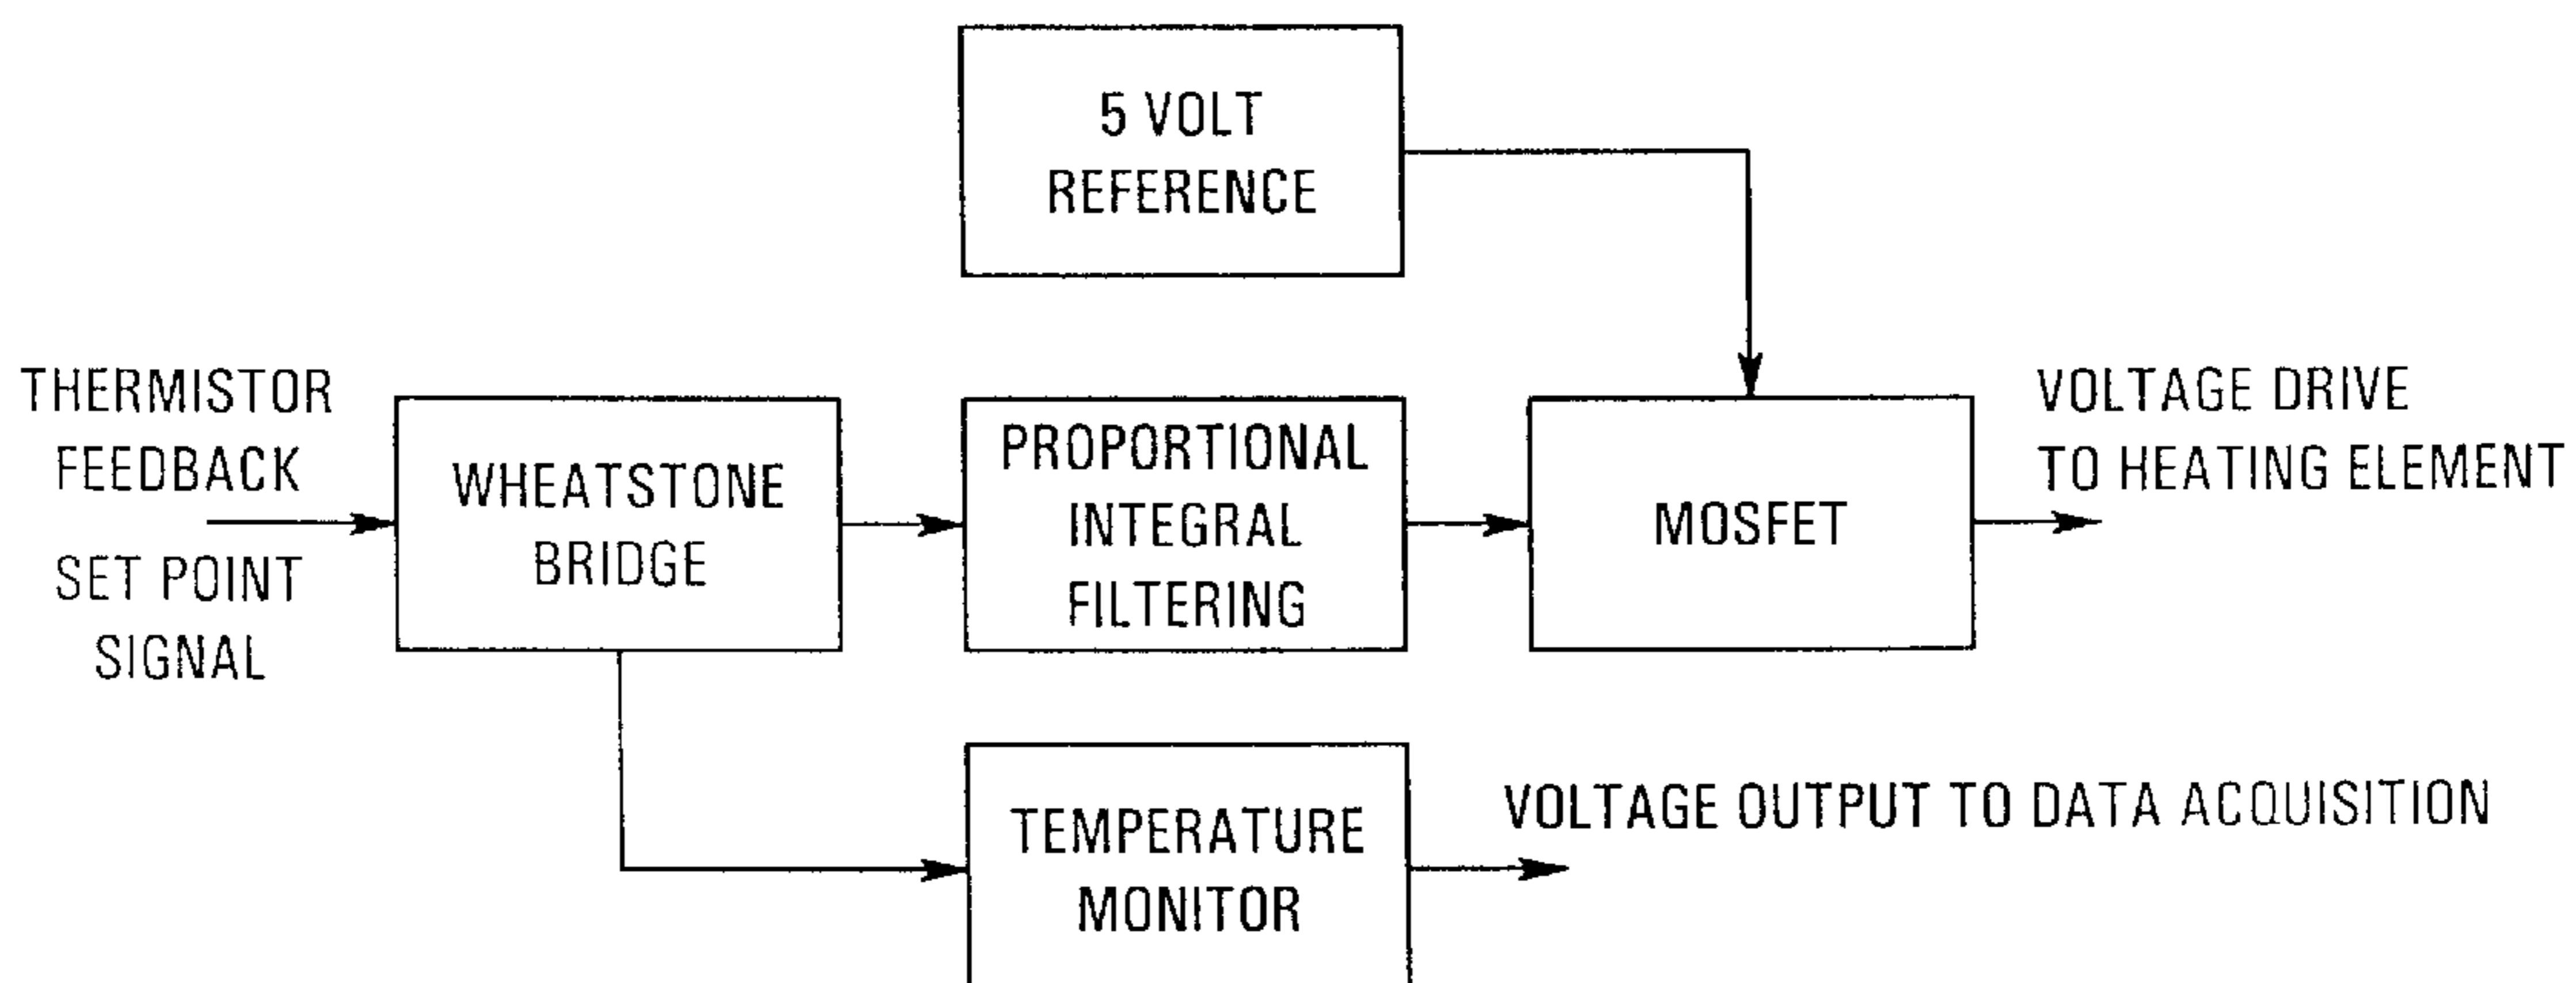 5 VOLT
REFERENCE
THERMISTOR
FEEDBACK
SET POINT
SIGNAL
WHEATSTONE
BRIDGE
PROPORTIONAL
INTEGRAL
FILTERING
MOSFET
VOLTAGE DRIVE
TO HEATING ELEMENT
TEMPERATURE
MONITOR
VOLTAGE OUTPUT TO DATA ACQUISITION